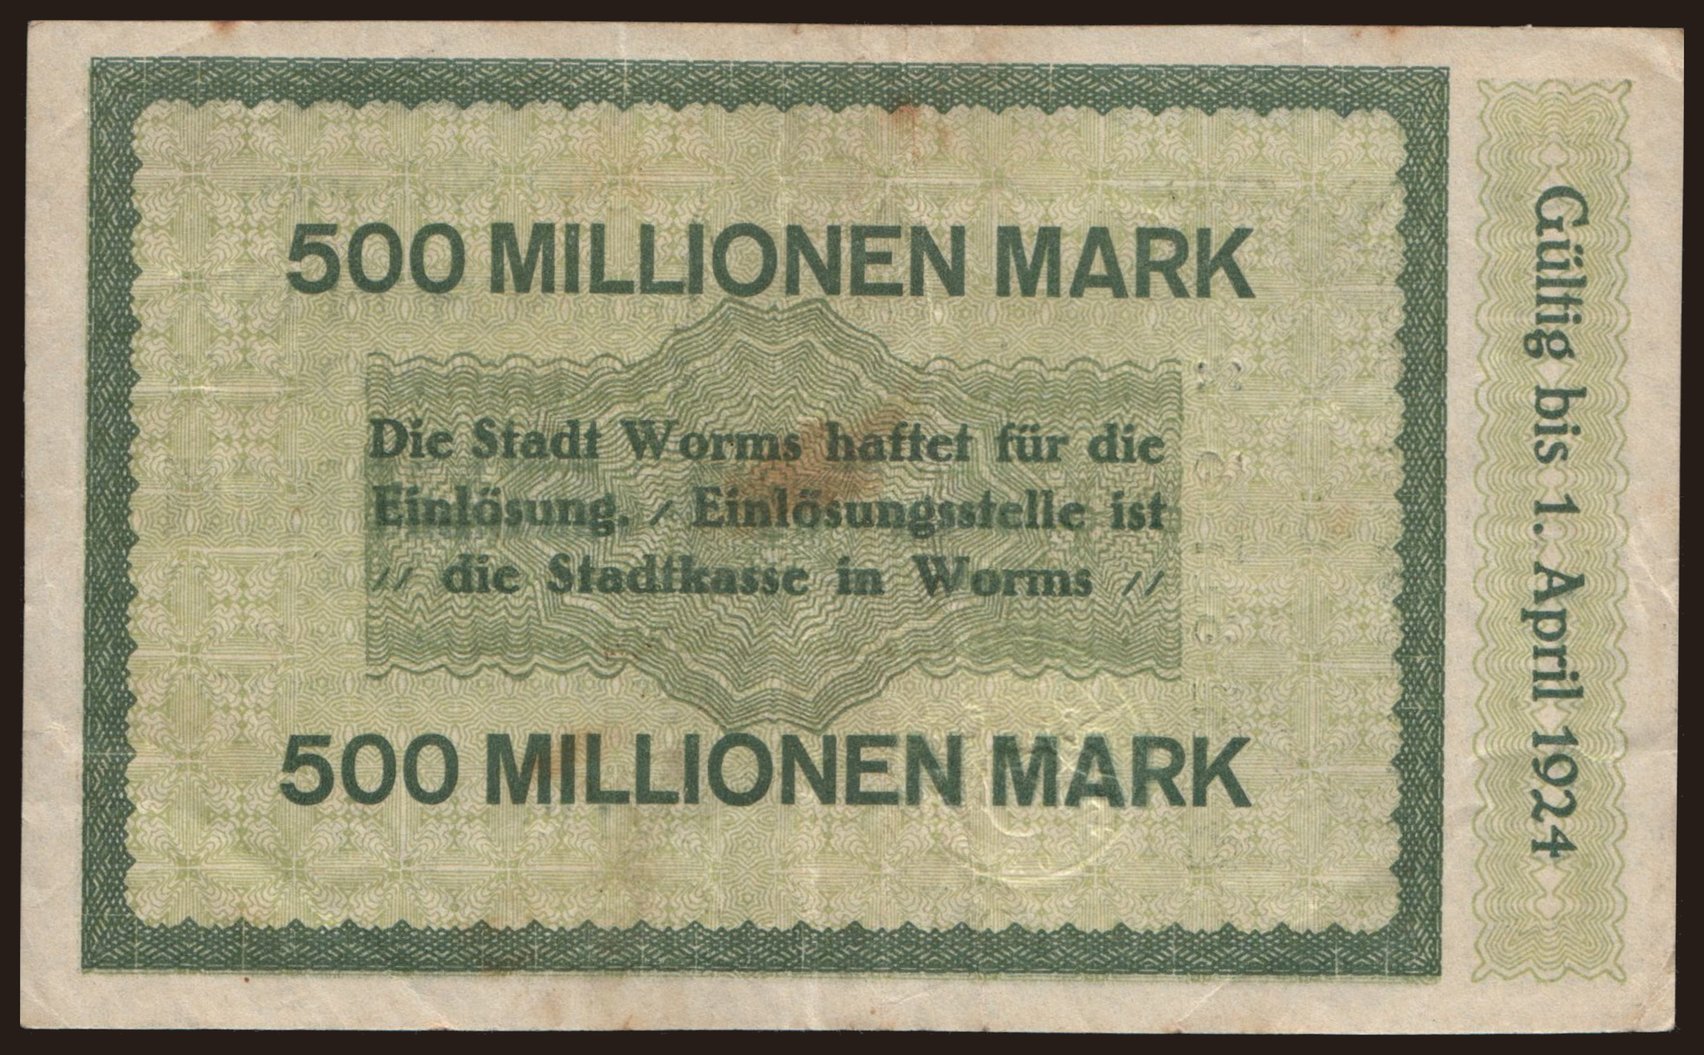 500 MILLIONEN MARK
Die Stadt Worms haftet für die
Einlösung. / Einlösungsstelle ist
// die Stadtkasse in Worms //
500 MILLIONEN MARK
Gültig bis 1. April 1924